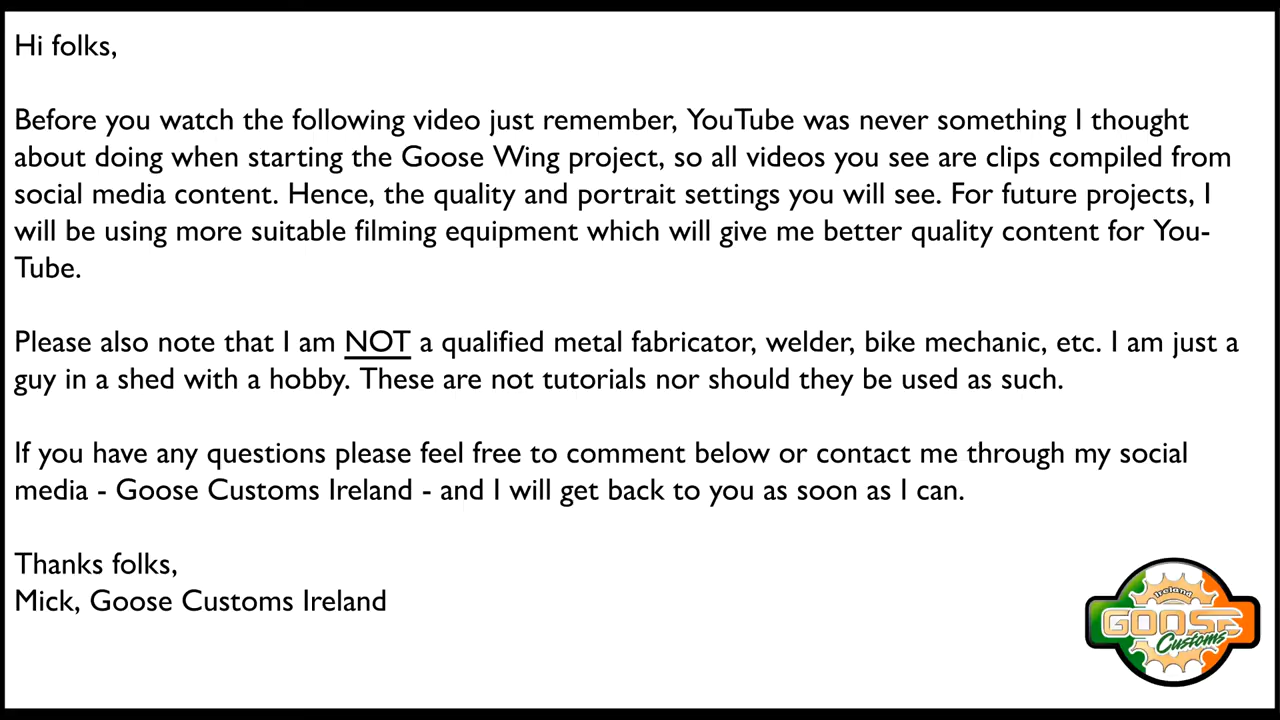 Hi folks,
Before you watch the following video just remember, YouTube was never something I thought
about doing when starting the Goose Wing project, so all videos you see are clips compiled from
social media content. Hence, the quality and portrait settings you will see. For future projects, I
will be using more suitable filming equipment which will give me better quality content for You-
Tube.
Please also note that I am NOT a qualified metal fabricator, welder, bike mechanic, etc. I am just a
guy in a shed with a hobby. These are not tutorials nor should they be used as such.
If you have any questions please feel free to comment below or contact me through my social
media - Goose Customs Ireland - and I will get back to you as soon as I can.
Thanks folks,
Mick, Goose Customs Ireland
Ireland
GOOSE
Customs